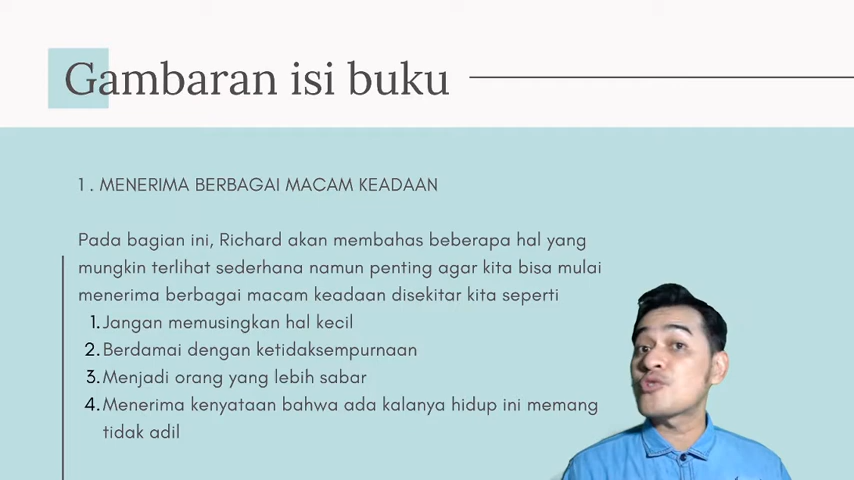 Gambaran isi buku
1 . MENERIMA BERBAGAI MACAM KEADAAN
Pada bagian ini, Richard akan membahas beberapa hal yang
mungkin terlihat sederhana namun penting agar kita bisa mulai
menerima berbagai macam keadaan disekitar kita seperti
1. Jangan memusingkan hal kecil
2. Berdamai dengan ketidaksempurnaan
3. Menjadi orang yang lebih sabar
4. Menerima kenyataan bahwa ada kalanya hidup ini memang
tidak adil